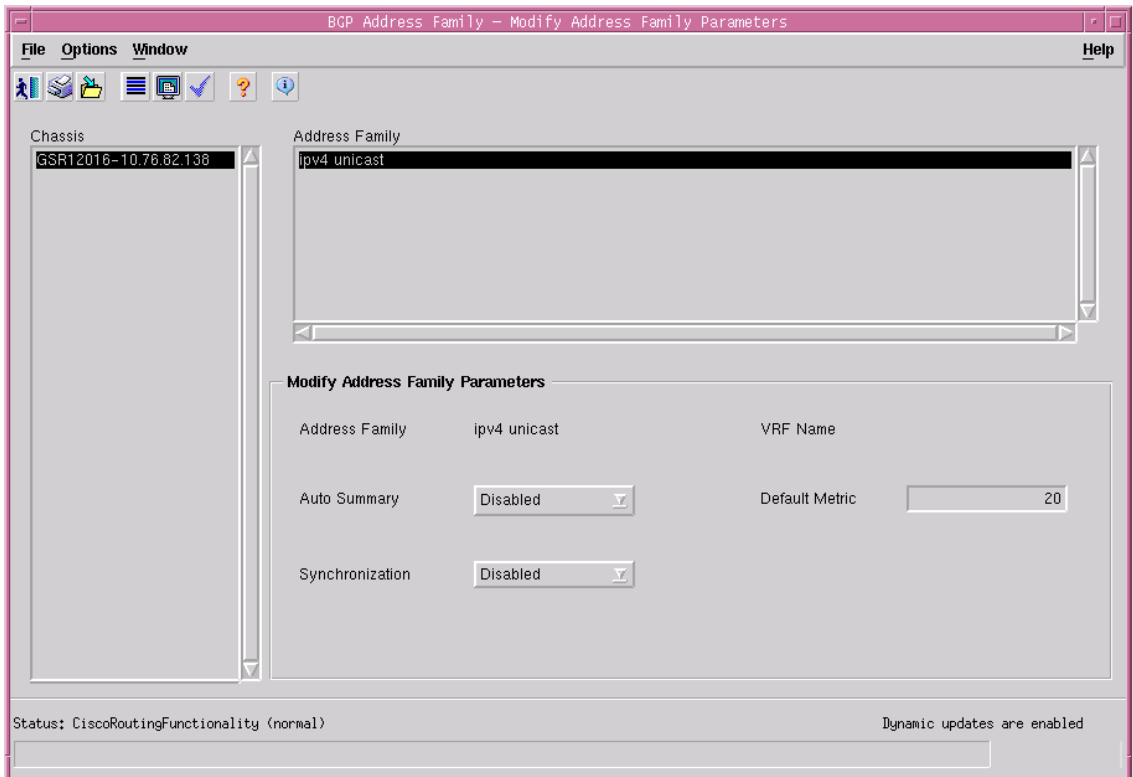 BGP Address Family – Modify Address Family Parameters
File Options Window Help
Chassis
GSR12016-10.76.82.138
Address Family
ipv4 unicast
Modify Address Family Parameters
Address Family ipv4 unicast VRF Name
Auto Summary Disabled Default Metric 20
Synchronization Disabled
Status: CiscoRoutingFunctionality (normal) Dynamic updates are enabled